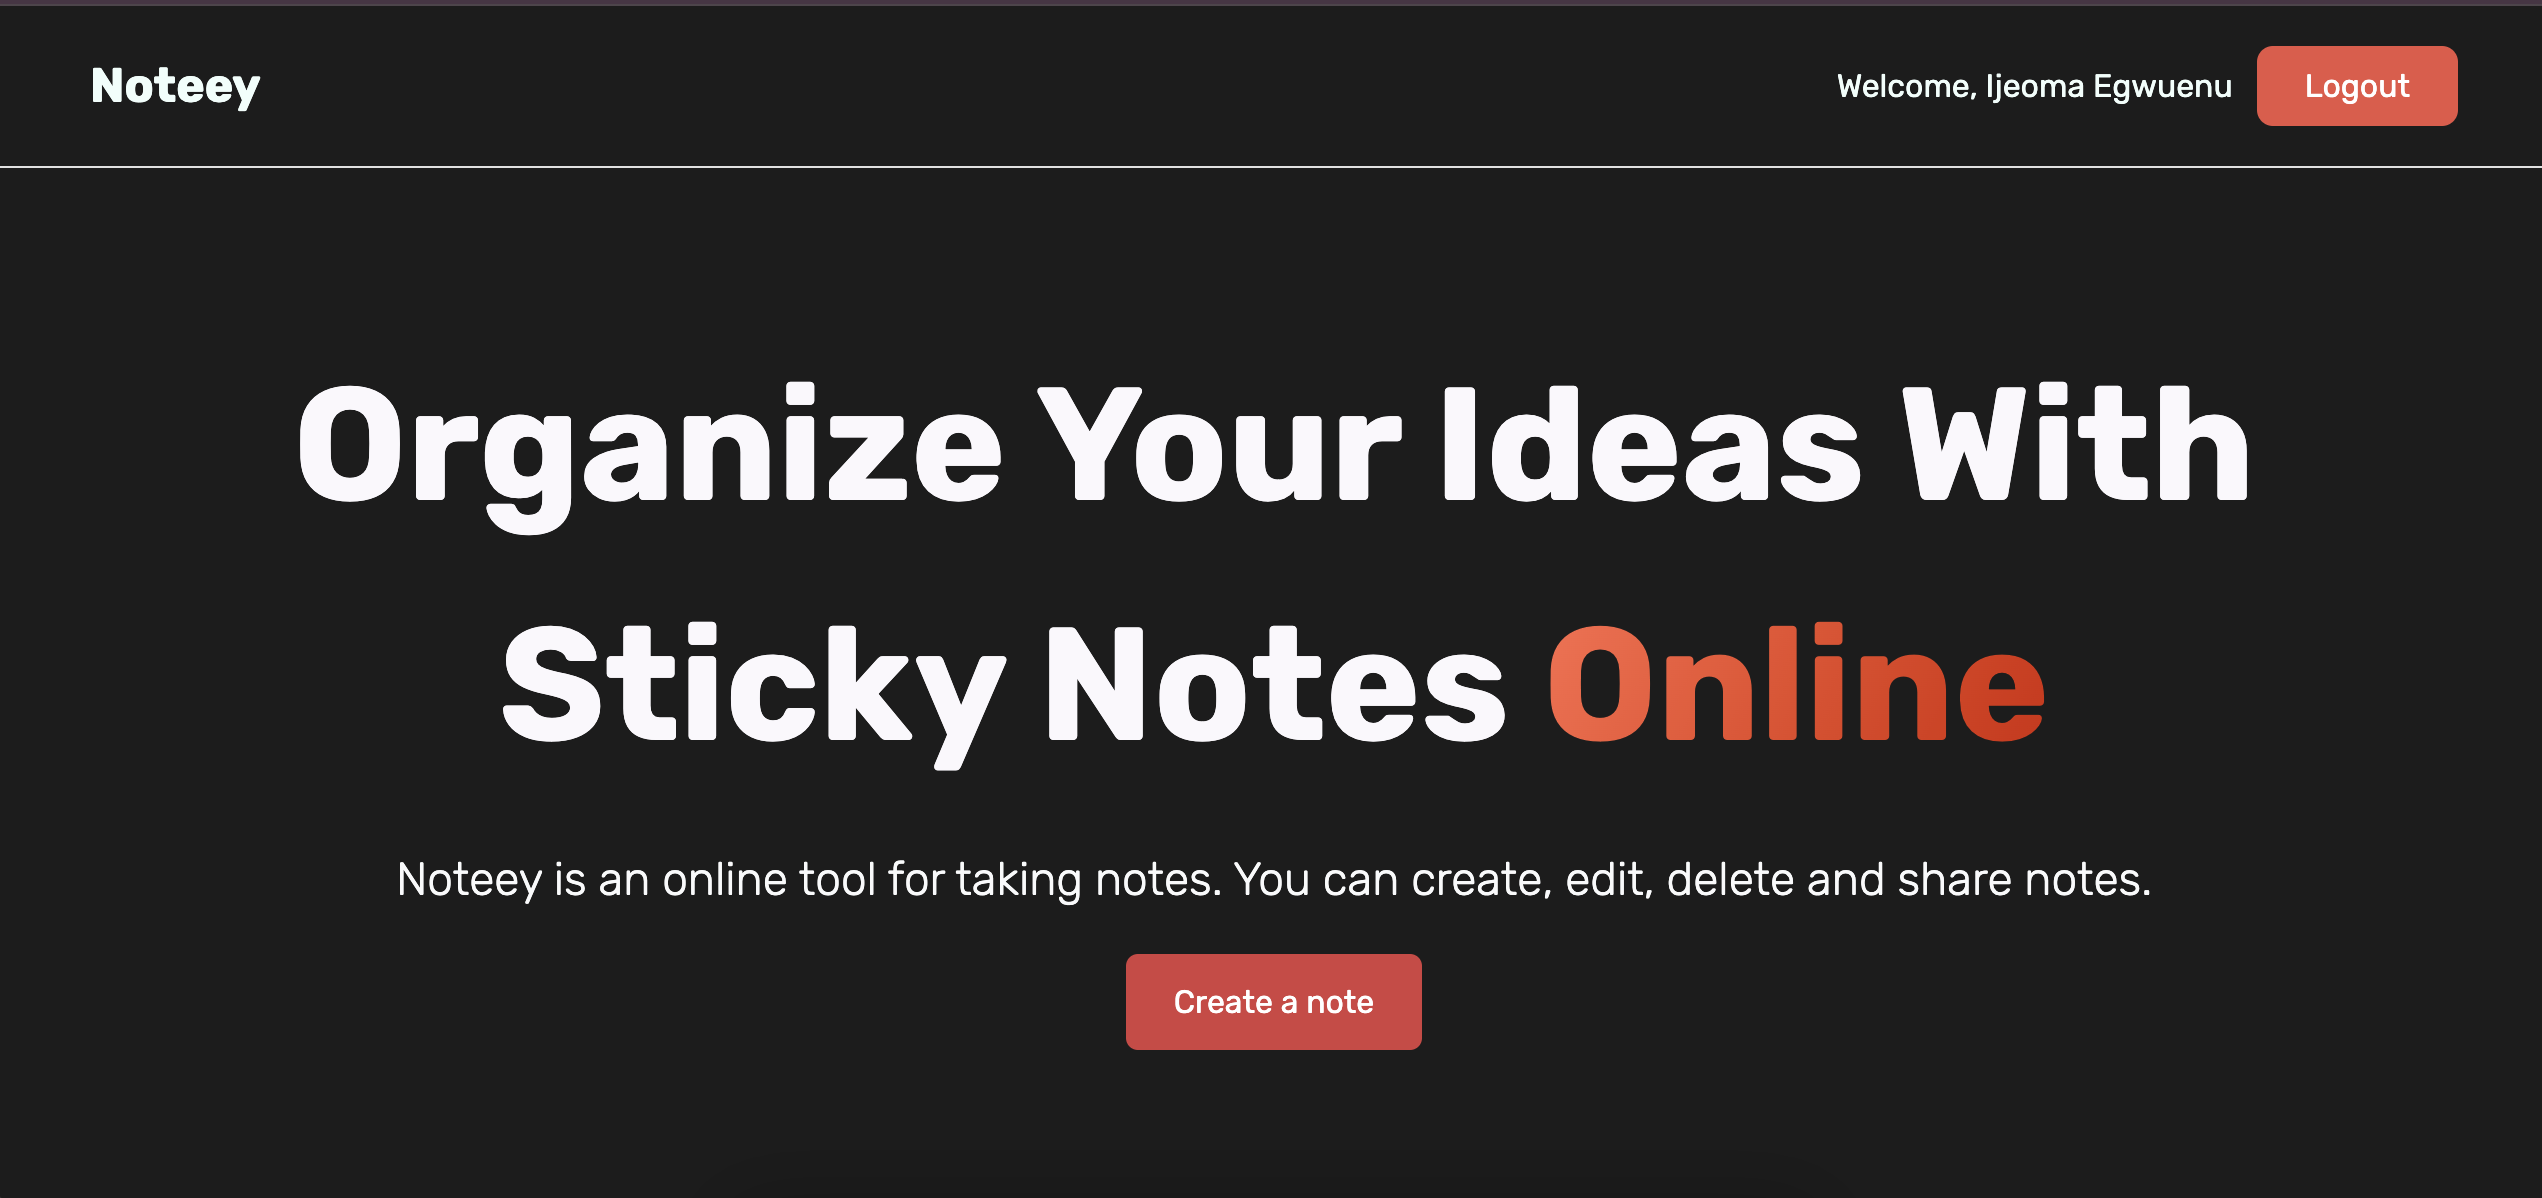 Noteey
Welcome, Ijeoma Egwuenu
Logout
Organize Your Ideas With
Sticky Notes Online
Noteey is an online tool for taking notes. You can create, edit, delete and share notes.
Create a note